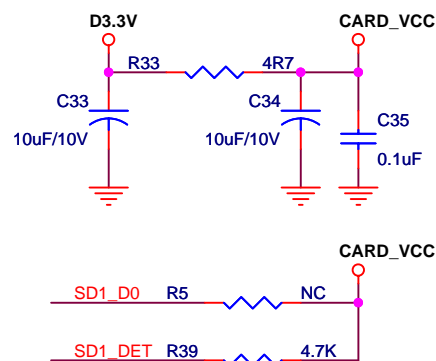 D3.3V CARD_VCC
R33 4R7
C33 C34 C35
10uF/10V 10uF/10V
0.1uF
CARD_VCC
SD1_D0 R5 NC
SD1_DET R39 4.7K